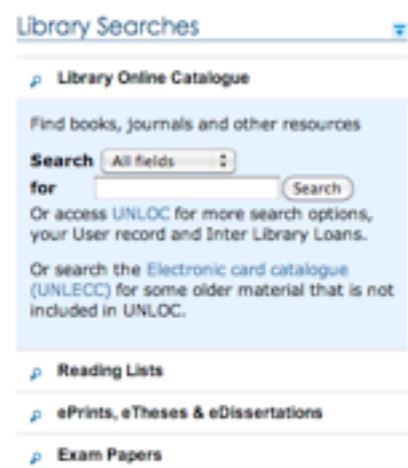 Library Searches
Library Online Catalogue
Find books, journals and other resources
Search All fields
for Search
Or access UNLOC for more search options,
your User record and Inter Library Loans.
Or search the Electronic card catalogue
(UNLECC) for some older material that is not
included in UNLOC.
Reading Lists
ePrints, eTheses & eDissertations
Exam Papers